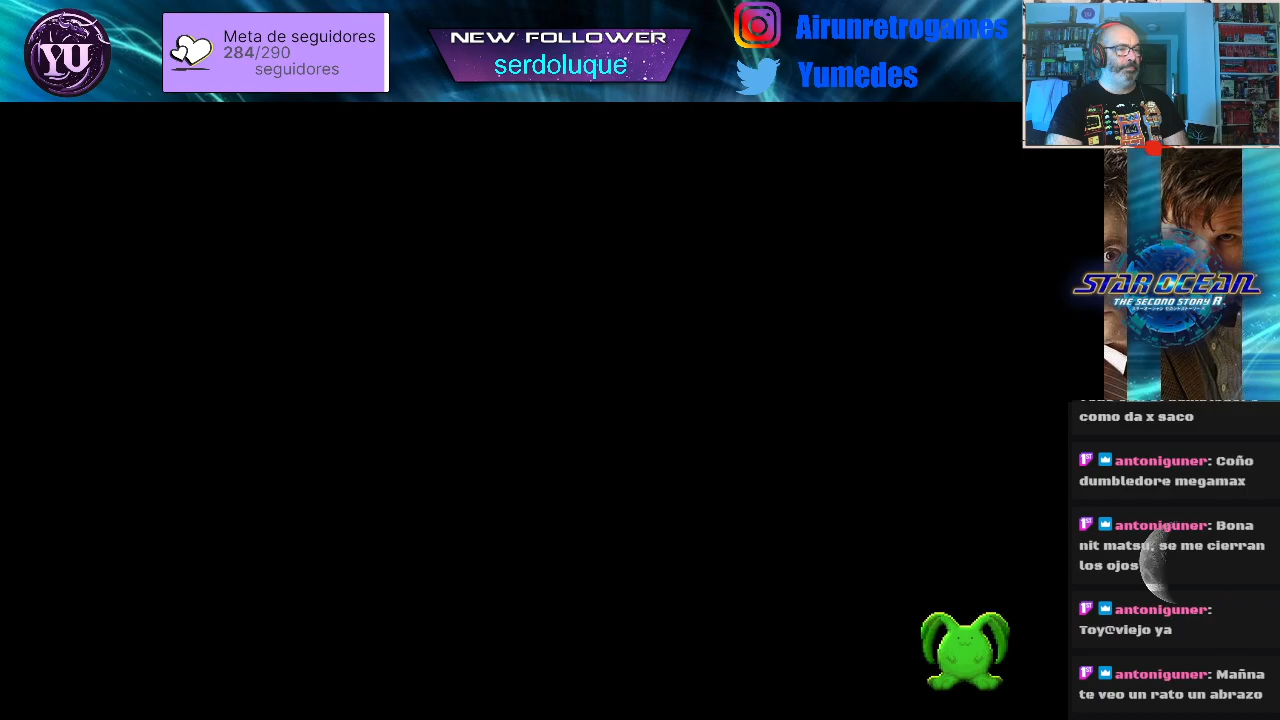 YU
Meta de seguidores
284/290
seguidores
NEW FOLLOWER
serdoluque
Airunretrogames
Yumedes
STAR OCEAN
THE SECOND STORY R
como da x saco
antoniguner: Coño
dumbledore megamax
antoniguner: Bona
nit matsu, se me cierran
los ojos
antoniguner:
Toy@viejo ya
antoniguner: Mañna
te veo un rato un abrazo